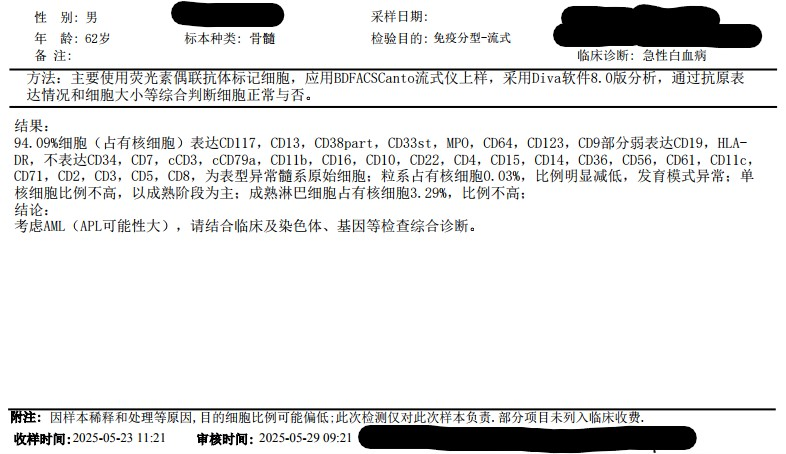 性 别: 男 采样日期:
年 龄: 62岁 标本种类: 骨髓 检验目的: 免疫分型-流式
备 注: 临床诊断: 急性白血病
方法: 主要使用荧光素偶联抗体标记细胞, 应用BDFACSCanto流式仪上样, 采用Diva软件8.0版分析, 通过抗原表
达情况和细胞大小等综合判断细胞正常与否。
结果:
94.09%细胞(占有核细胞)表达CD117, CD13, CD38part, CD33st, MPO, CD64, CD123, CD9部分弱表达CD19, HLA-
DR, 不表达CD34, CD7, cCD3, cCD79a, CD11b, CD16, CD10, CD22, CD4, CD15, CD14, CD36, CD56, CD61, CD11c,
CD71, CD2, CD3, CD5, CD8, 为表型异常髓系原始细胞; 粒系占有核细胞0.03%, 比例明显减低, 发育模式异常; 单
核细胞比例不高, 以成熟阶段为主; 成熟淋巴细胞占有核细胞3.29%, 比例不高;
结论:
考虑AML(APL可能性大), 请结合临床及染色体、基因等检查综合诊断。
附注: 因样本稀释和处理等原因,目的细胞比例可能偏低;此次检测仅对此次样本负责.部分项目未列入临床收费.
收样时间:2025-05-23 11:21 审核时间: 2025-05-29 09:21